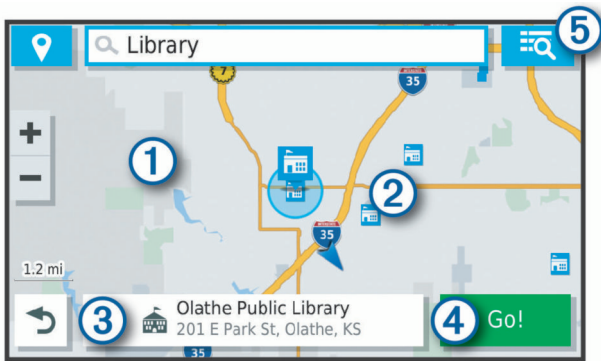 5
Library
7
35
+
1
−
2
35
1.2 mi
3
Olathe Public Library
201 E Park St, Olathe, KS
4
Go!
35